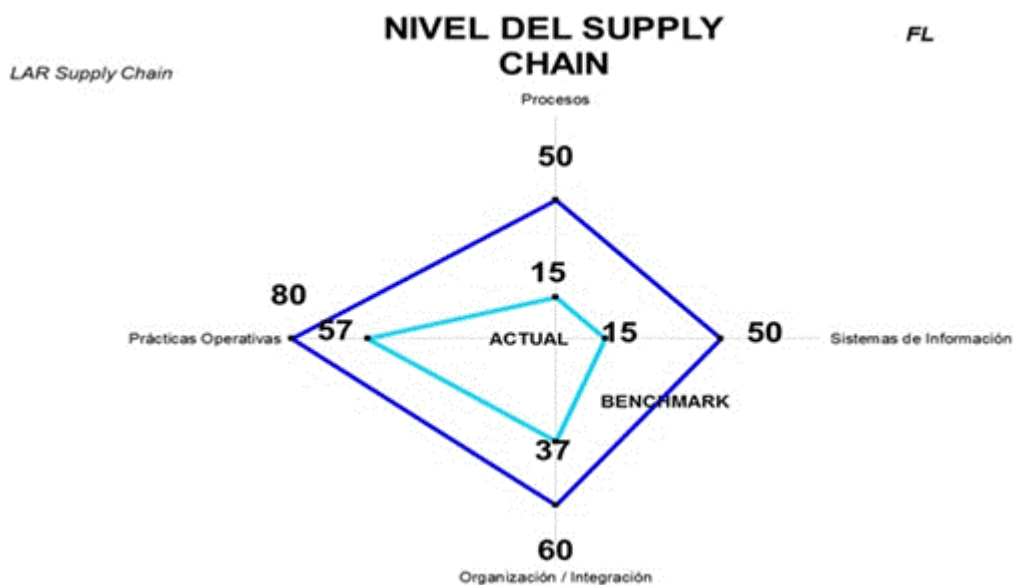 NIVEL DEL SUPPLY
CHAIN
FL
LAR Supply Chain
Procesos
50
15
80
Prácticas Operativas
57
ACTUAL
15
50
Sistemas de Información
BENCHMARK
37
60
Organización / Integración